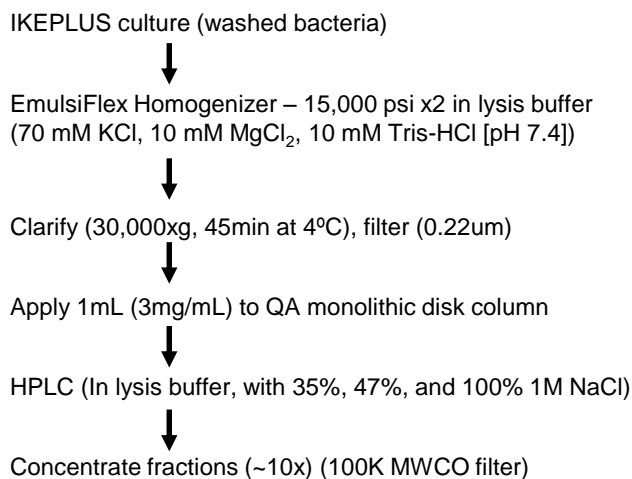 IKEPLUS culture (washed bacteria)
EmulsiFlex Homogenizer – 15,000 psi x2 in lysis buffer
(70 mM KCl, 10 mM MgCl₂, 10 mM Tris-HCl [pH 7.4])
Clarify (30,000xg, 45min at 4ºC), filter (0.22um)
Apply 1mL (3mg/mL) to QA monolithic disk column
HPLC (In lysis buffer, with 35%, 47%, and 100% 1M NaCl)
Concentrate fractions (~10x) (100K MWCO filter)